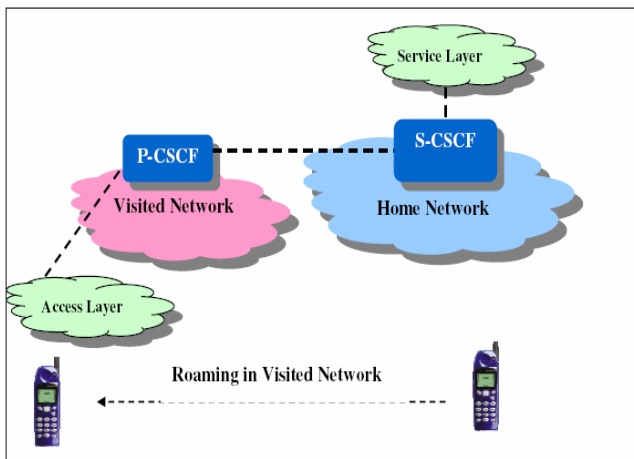 Service Layer
P-CSCF
S-CSCF
Visited Network
Home Network
Access Layer
Roaming in Visited Network